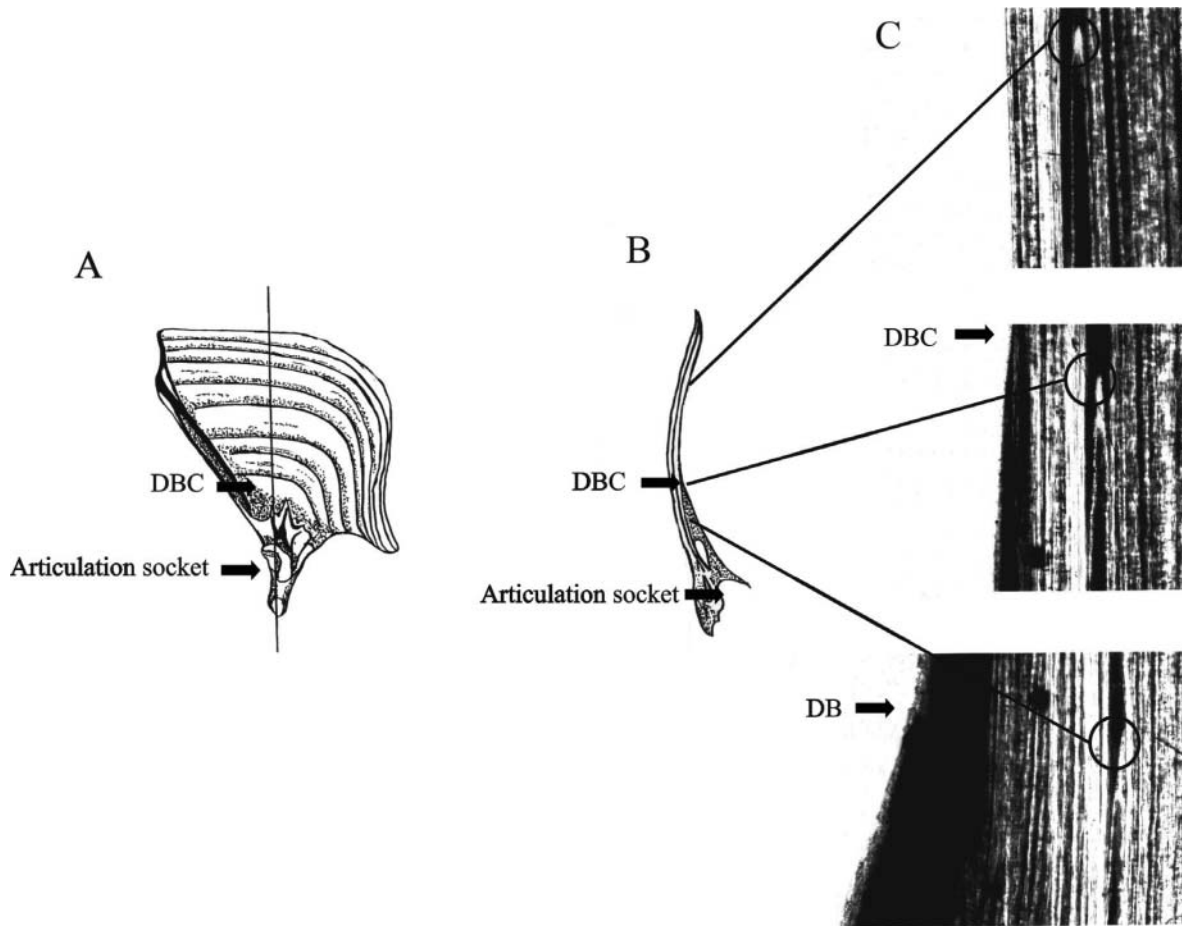 C
A
B
DBC
DBC
DBC
Articulation socket
Articulation socket
DB